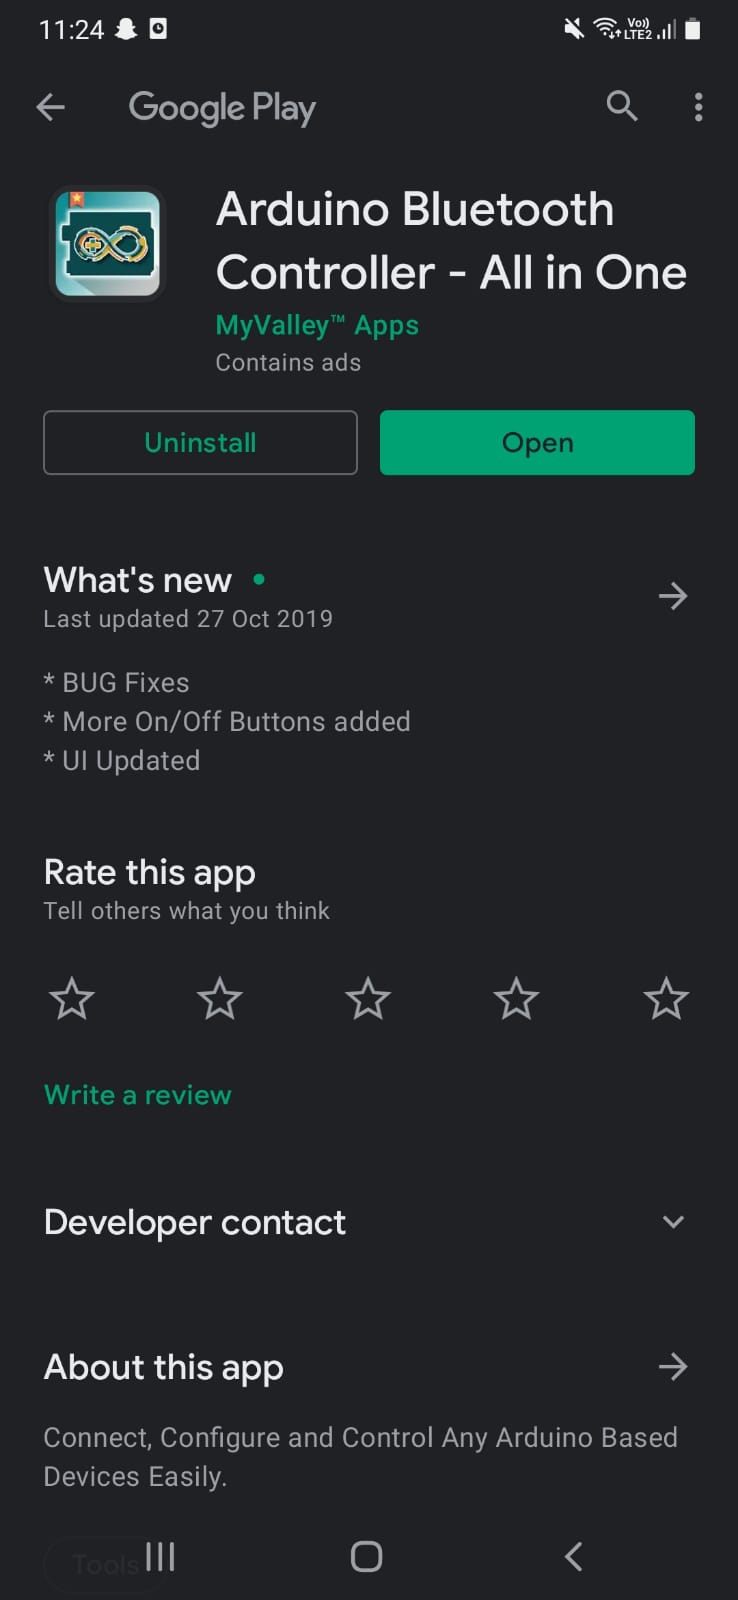 11:24
Vo))
LTE2
Google Play
Arduino Bluetooth
Controller - All in One
MyValley™ Apps
Contains ads
Uninstall
Open
What's new
Last updated 27 Oct 2019
* BUG Fixes
* More On/Off Buttons added
* UI Updated
Rate this app
Tell others what you think
Write a review
Developer contact
About this app
Connect, Configure and Control Any Arduino Based
Devices Easily.
Tools